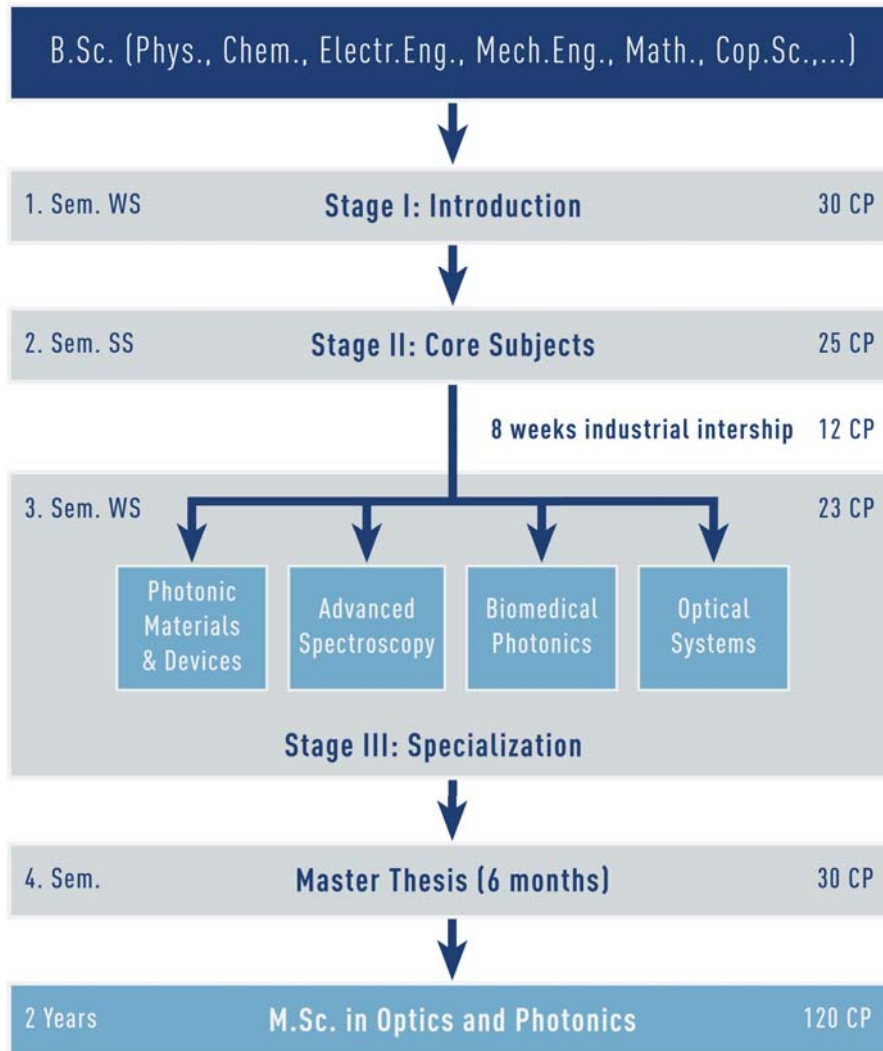 B.Sc. (Phys., Chem., Electr.Eng., Mech.Eng., Math., Cop.Sc.,...)
1. Sem. WS Stage I: Introduction 30 CP
2. Sem. SS Stage II: Core Subjects 25 CP
8 weeks industrial intership 12 CP
3. Sem. WS 23 CP
Photonic
Materials
& Devices
Advanced
Spectroscopy
Biomedical
Photonics
Optical
Systems
Stage III: Specialization
4. Sem. Master Thesis (6 months) 30 CP
2 Years M.Sc. in Optics and Photonics 120 CP